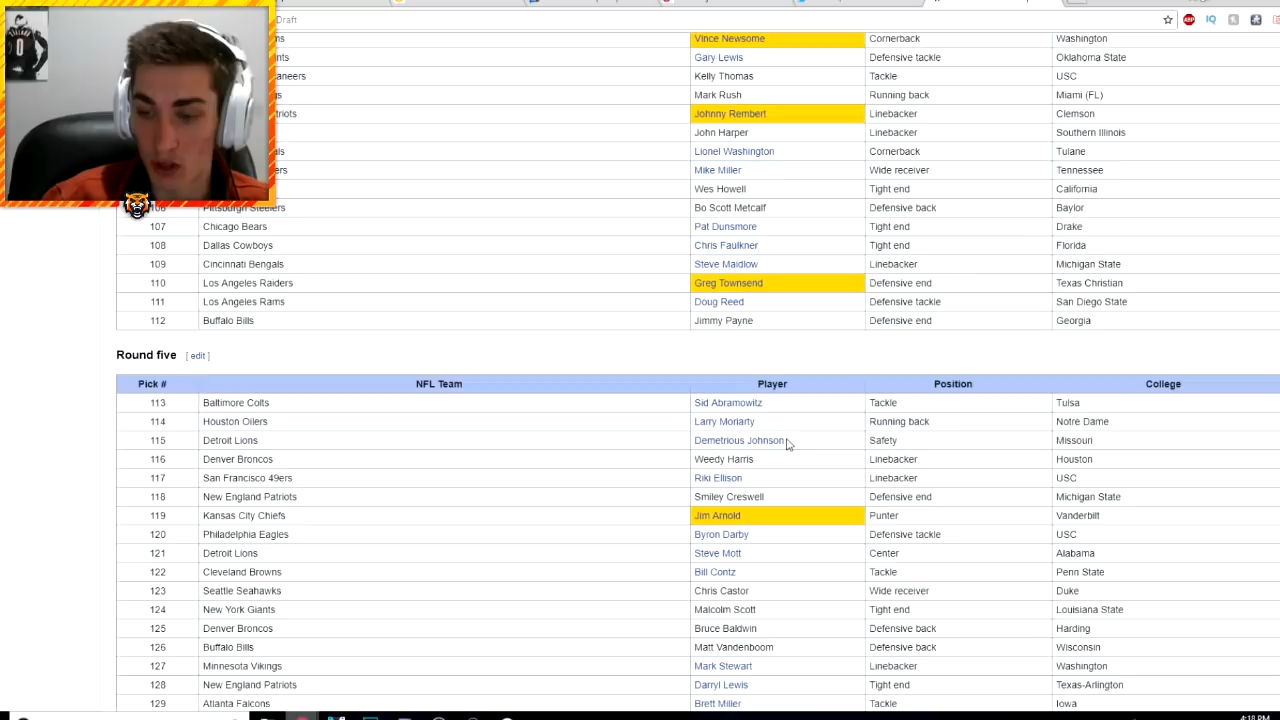 Draft
ABP IQ
ms Vince Newsome Cornerback Washington
nts Gary Lewis Defensive tackle Oklahoma State
aneers Kelly Thomas Tackle USC
s Mark Rush Running back Miami (FL)
triots Johnny Rembert Linebacker Clemson
John Harper Linebacker Southern Illinois
als Lionel Washington Cornerback Tulane
ers Mike Miller Wide receiver Tennessee
Wes Howell Tight end California
106 Pittsburgh Steelers Bo Scott Metcalf Defensive back Baylor
107 Chicago Bears Pat Dunsmore Tight end Drake
108 Dallas Cowboys Chris Faulkner Tight end Florida
109 Cincinnati Bengals Steve Maidlow Linebacker Michigan State
110 Los Angeles Raiders Greg Townsend Defensive end Texas Christian
111 Los Angeles Rams Doug Reed Defensive tackle San Diego State
112 Buffalo Bills Jimmy Payne Defensive end Georgia
Round five [ edit ]
Pick # NFL Team Player Position College
113 Baltimore Colts Sid Abramowitz Tackle Tulsa
114 Houston Oilers Larry Moriarty Running back Notre Dame
115 Detroit Lions Demetrious Johnson Safety Missouri
116 Denver Broncos Weedy Harris Linebacker Houston
117 San Francisco 49ers Riki Ellison Linebacker USC
118 New England Patriots Smiley Creswell Defensive end Michigan State
119 Kansas City Chiefs Jim Arnold Punter Vanderbilt
120 Philadelphia Eagles Byron Darby Defensive tackle USC
121 Detroit Lions Steve Mott Center Alabama
122 Cleveland Browns Bill Contz Tackle Penn State
123 Seattle Seahawks Chris Castor Wide receiver Duke
124 New York Giants Malcolm Scott Tight end Louisiana State
125 Denver Broncos Bruce Baldwin Defensive back Harding
126 Buffalo Bills Matt Vandenboom Defensive back Wisconsin
127 Minnesota Vikings Mark Stewart Linebacker Washington
128 New England Patriots Darryl Lewis Tight end Texas-Arlington
129 Atlanta Falcons Brett Miller Tackle Iowa
4:18 PM